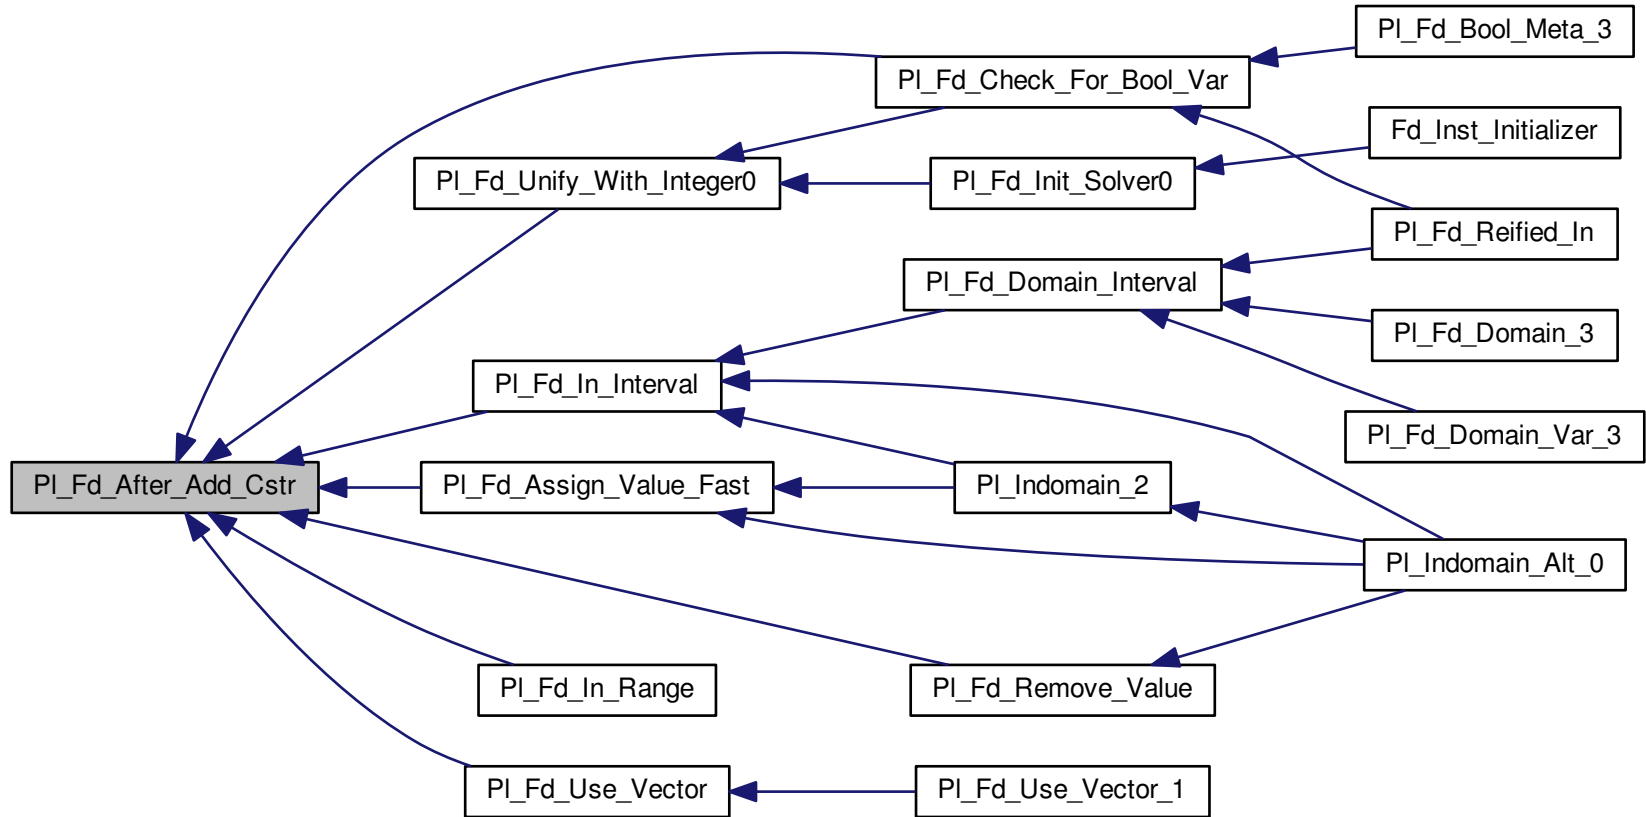 Pl_Fd_Bool_Meta_3
Pl_Fd_Check_For_Bool_Var
Fd_Inst_Initializer
Pl_Fd_Unify_With_Integer0
Pl_Fd_Init_Solver0
Pl_Fd_Reified_In
Pl_Fd_Domain_Interval
Pl_Fd_Domain_3
Pl_Fd_In_Interval
Pl_Fd_Domain_Var_3
Pl_Fd_After_Add_Cstr
Pl_Fd_Assign_Value_Fast
Pl_Indomain_2
Pl_Indomain_Alt_0
Pl_Fd_In_Range
Pl_Fd_Remove_Value
Pl_Fd_Use_Vector
Pl_Fd_Use_Vector_1